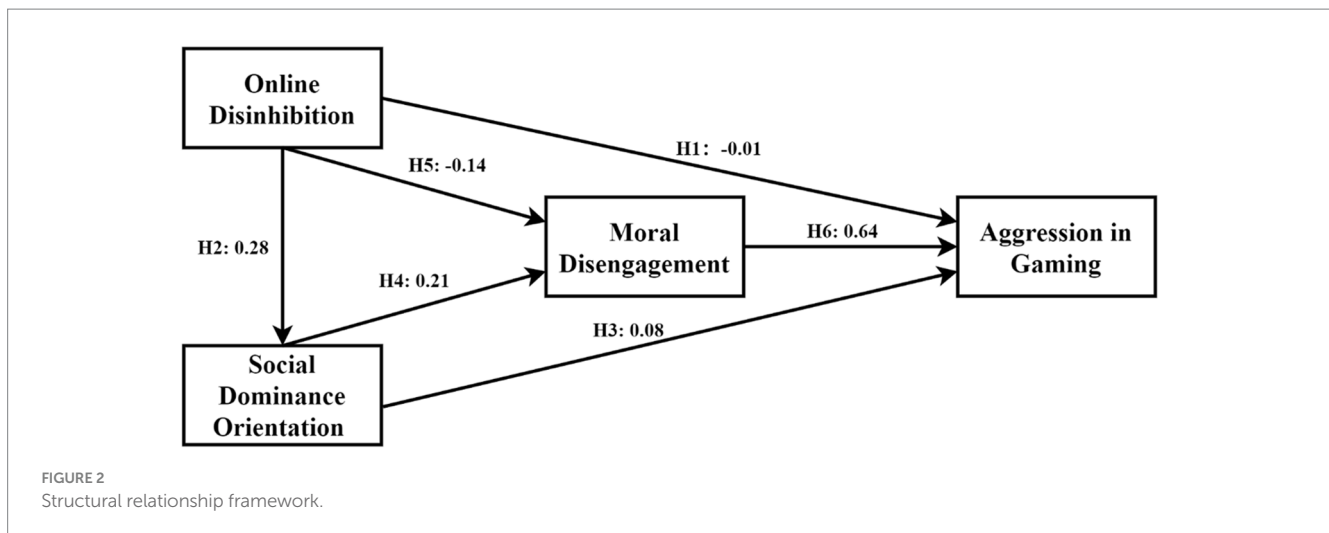 Online
Disinhibition
H1: -0.01
H5: -0.14
Moral
Disengagement
H6: 0.64
Aggression in
Gaming
H2: 0.28
H4: 0.21
H3: 0.08
Social
Dominance
Orientation
FIGURE 2
Structural relationship framework.